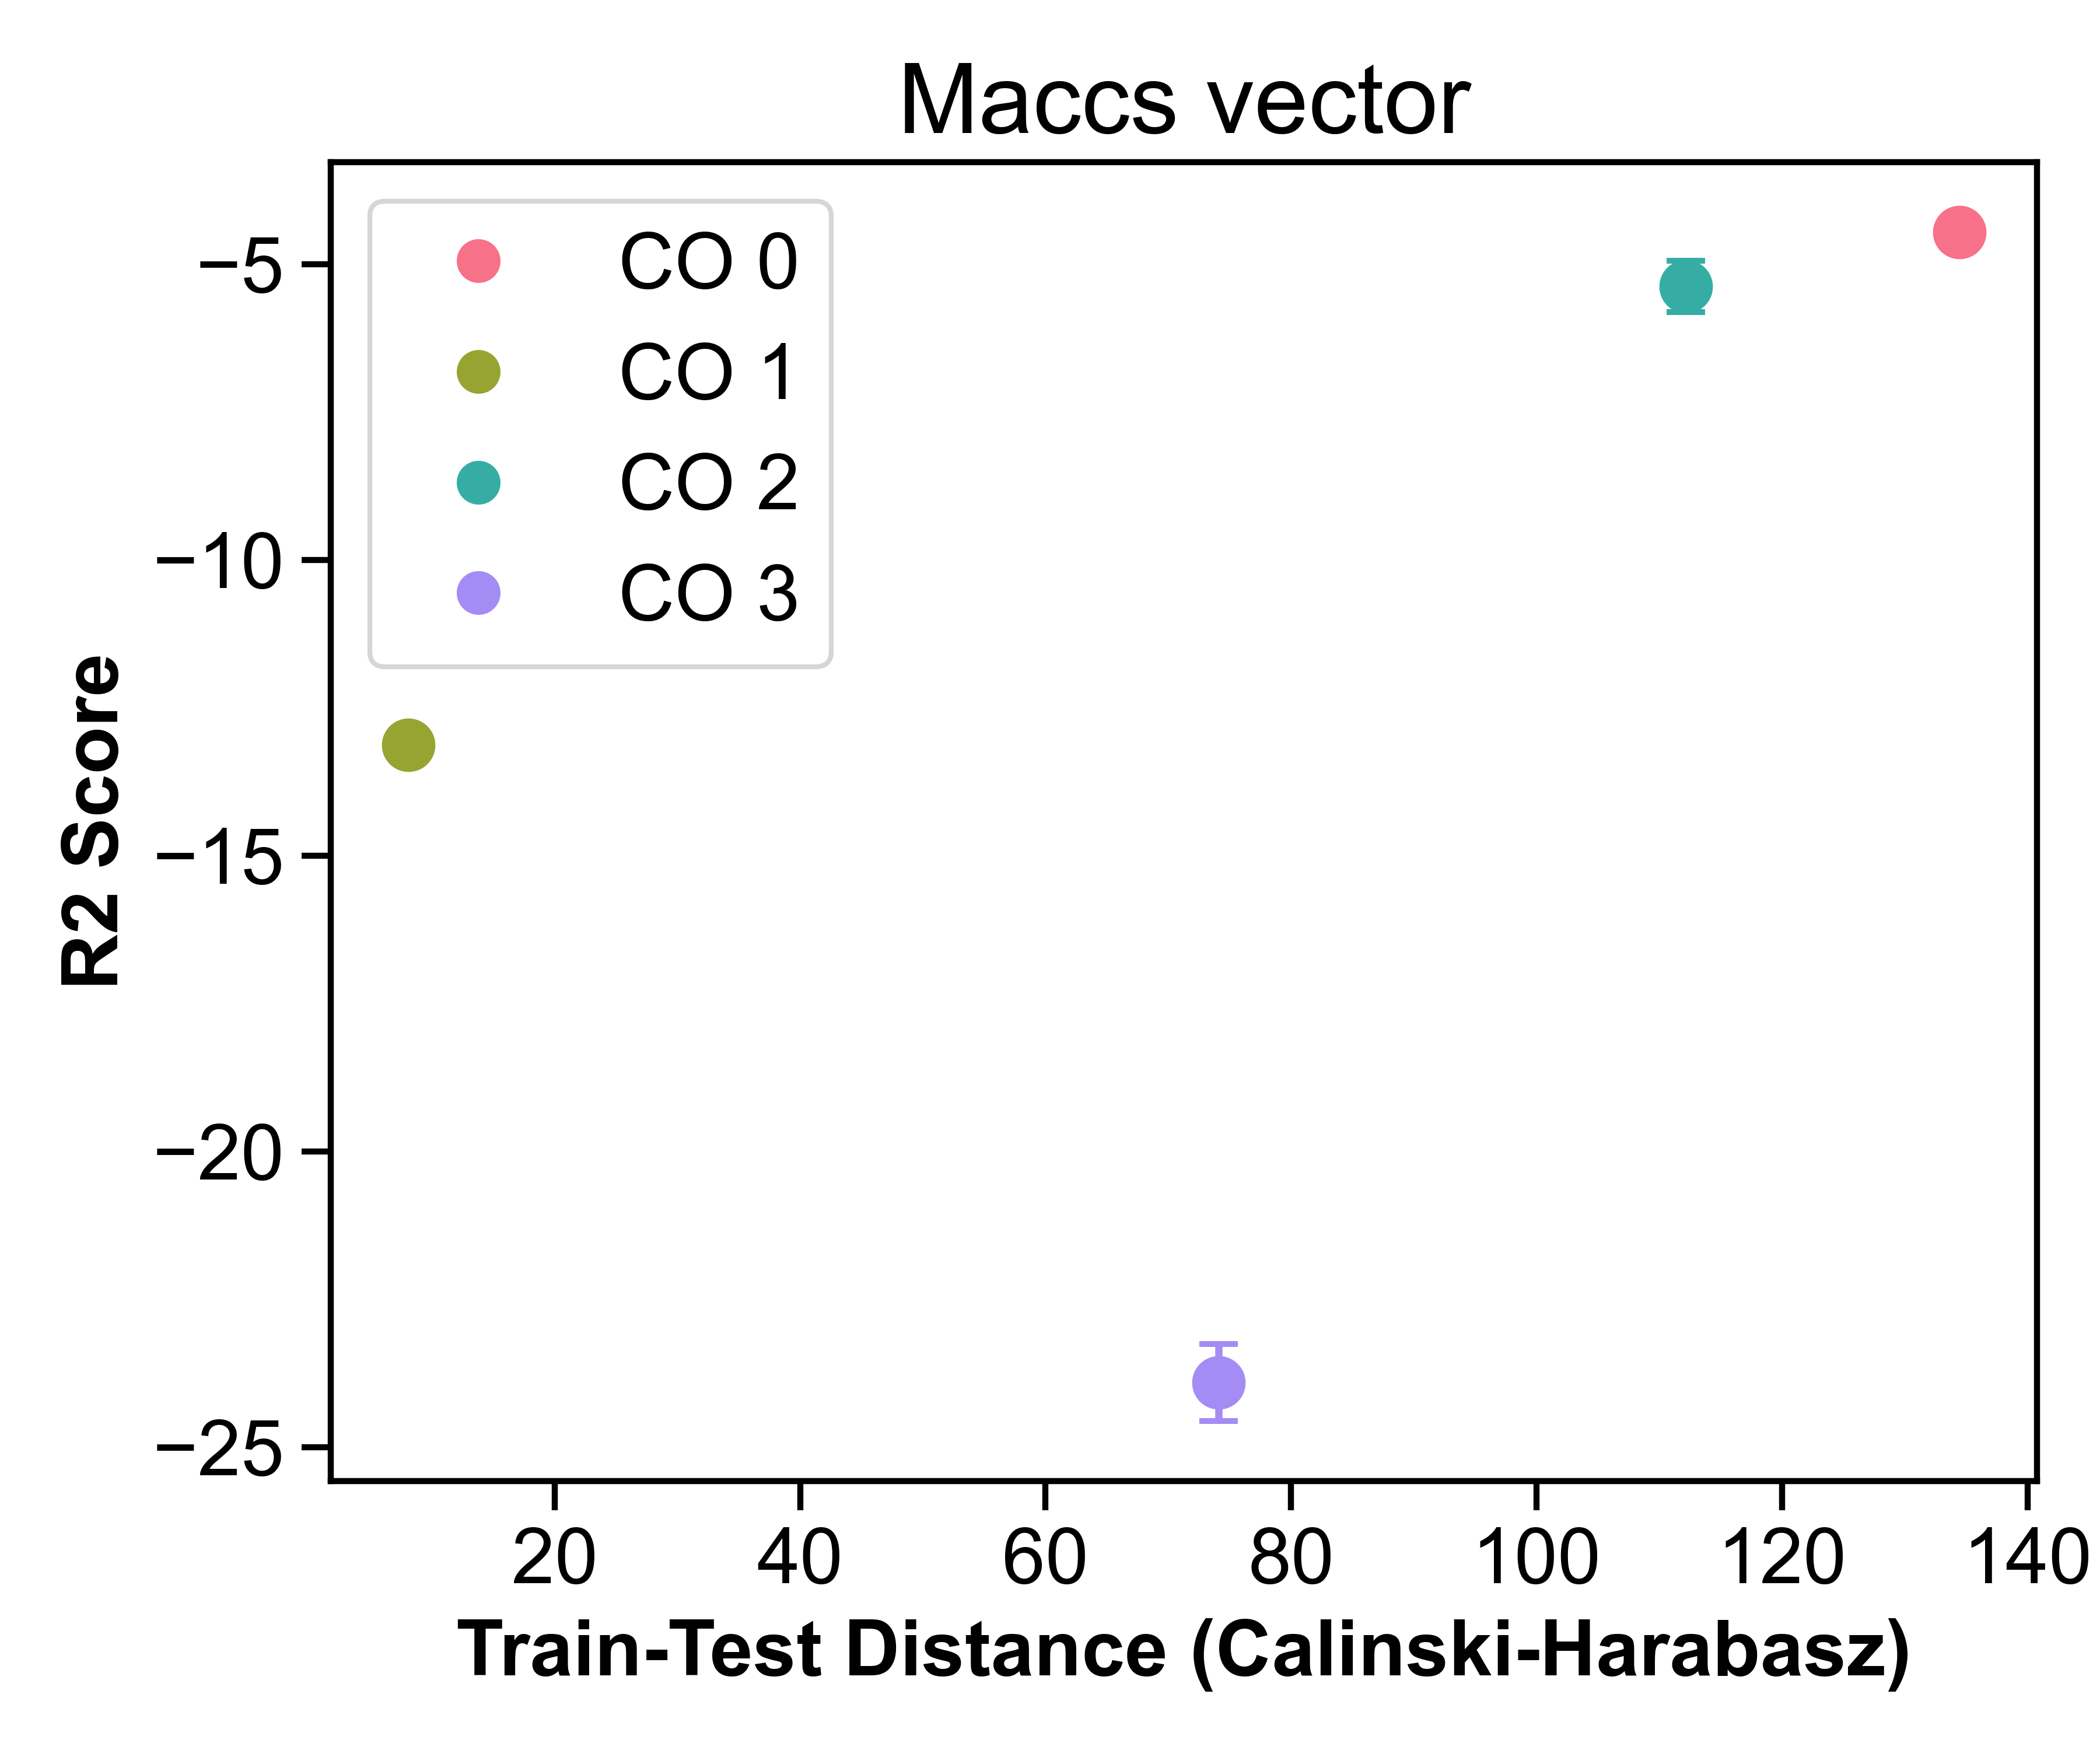 Maccs vector
CO 0
CO 1
CO 2
CO 3
R2 Score
−5
−10
−15
−20
−25
20 40 60 80 100 120 140
Train-Test Distance (Calinski-Harabasz)